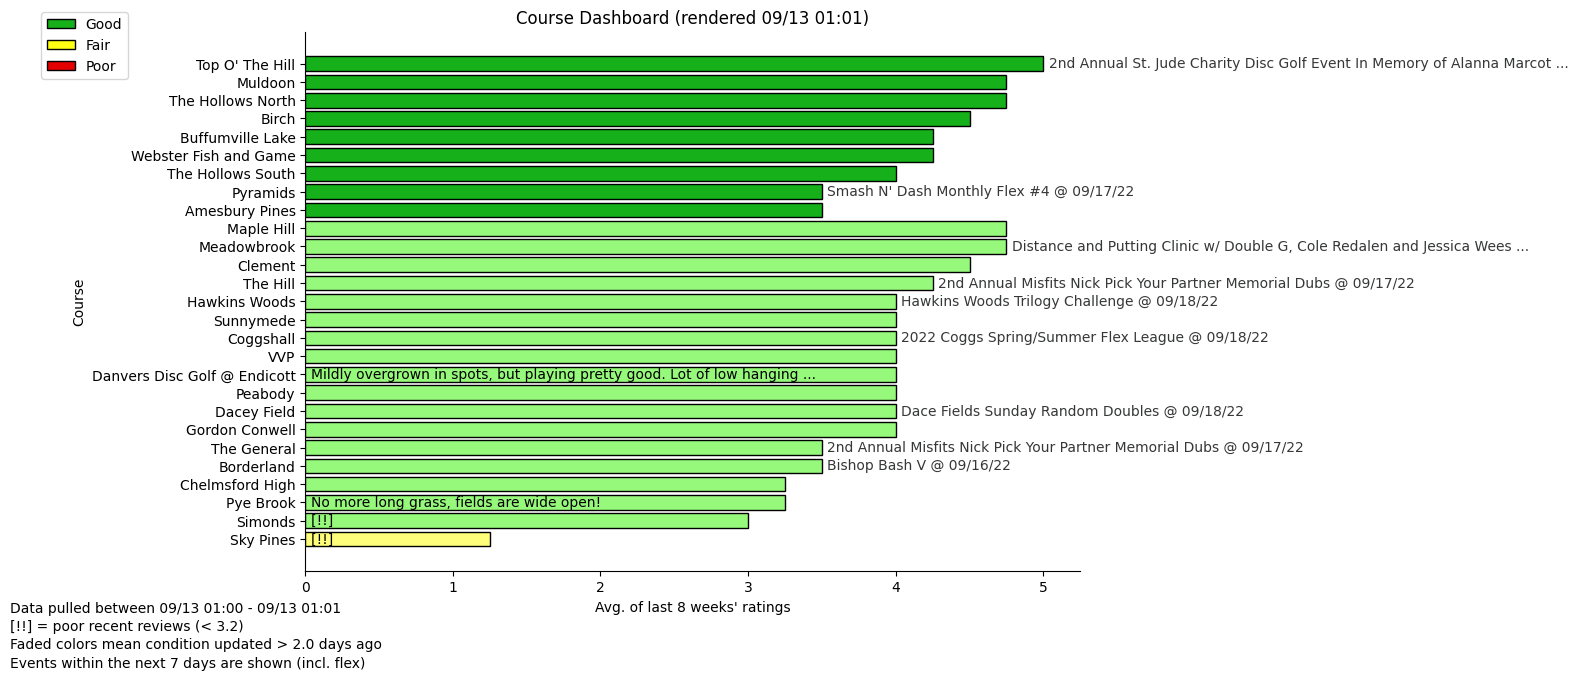 Good
Fair
Poor
Course Dashboard (rendered 09/13 01:01)
Course
Top O' The Hill 2nd Annual St. Jude Charity Disc Golf Event In Memory of Alanna Marcot ...
Muldoon
The Hollows North
Birch
Buffumville Lake
Webster Fish and Game
The Hollows South
Pyramids Smash N' Dash Monthly Flex #4 @ 09/17/22
Amesbury Pines
Maple Hill
Meadowbrook Distance and Putting Clinic w/ Double G, Cole Redalen and Jessica Wees ...
Clement
The Hill 2nd Annual Misfits Nick Pick Your Partner Memorial Dubs @ 09/17/22
Hawkins Woods Hawkins Woods Trilogy Challenge @ 09/18/22
Sunnymede
Coggshall 2022 Coggs Spring/Summer Flex League @ 09/18/22
VVP
Danvers Disc Golf @ Endicott Mildly overgrown in spots, but playing pretty good. Lot of low hanging ...
Peabody
Dacey Field Dace Fields Sunday Random Doubles @ 09/18/22
Gordon Conwell
The General 2nd Annual Misfits Nick Pick Your Partner Memorial Dubs @ 09/17/22
Borderland Bishop Bash V @ 09/16/22
Chelmsford High
Pye Brook No more long grass, fields are wide open!
Simonds [!!]
Sky Pines [!!]
0 1 2 3 4 5
Avg. of last 8 weeks' ratings
Data pulled between 09/13 01:00 - 09/13 01:01
[!!] = poor recent reviews (< 3.2)
Faded colors mean condition updated > 2.0 days ago
Events within the next 7 days are shown (incl. flex)